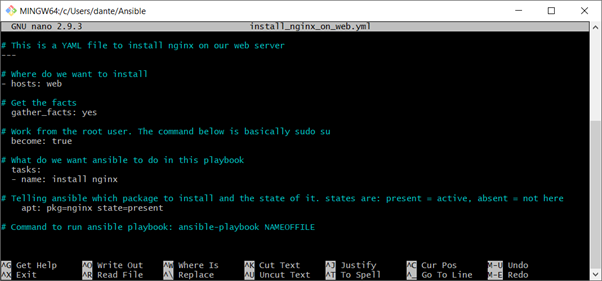 MINGW64:/c/Users/dante/Ansible
GNU nano 2.9.3 install_nginx_on_web.yml
# This is a YAML file to install nginx on our web server
---
# Where do we want to install
- hosts: web
# Get the facts
gather_facts: yes
# Work from the root user. The command below is basically sudo su
become: true
# What do we want ansible to do in this playbook
tasks:
- name: install nginx
# Telling ansible which package to install and the state of it. states are: present = active, absent = not here
apt: pkg=nginx state=present
# Command to run ansible playbook: ansible-playbook NAMEOFFILE
^G Get Help ^O Write Out ^W Where Is ^K Cut Text ^J Justify ^C Cur Pos M-U Undo
^X Exit ^R Read File ^\ Replace ^U Uncut Text ^T To Spell ^_ Go To Line M-E Redo